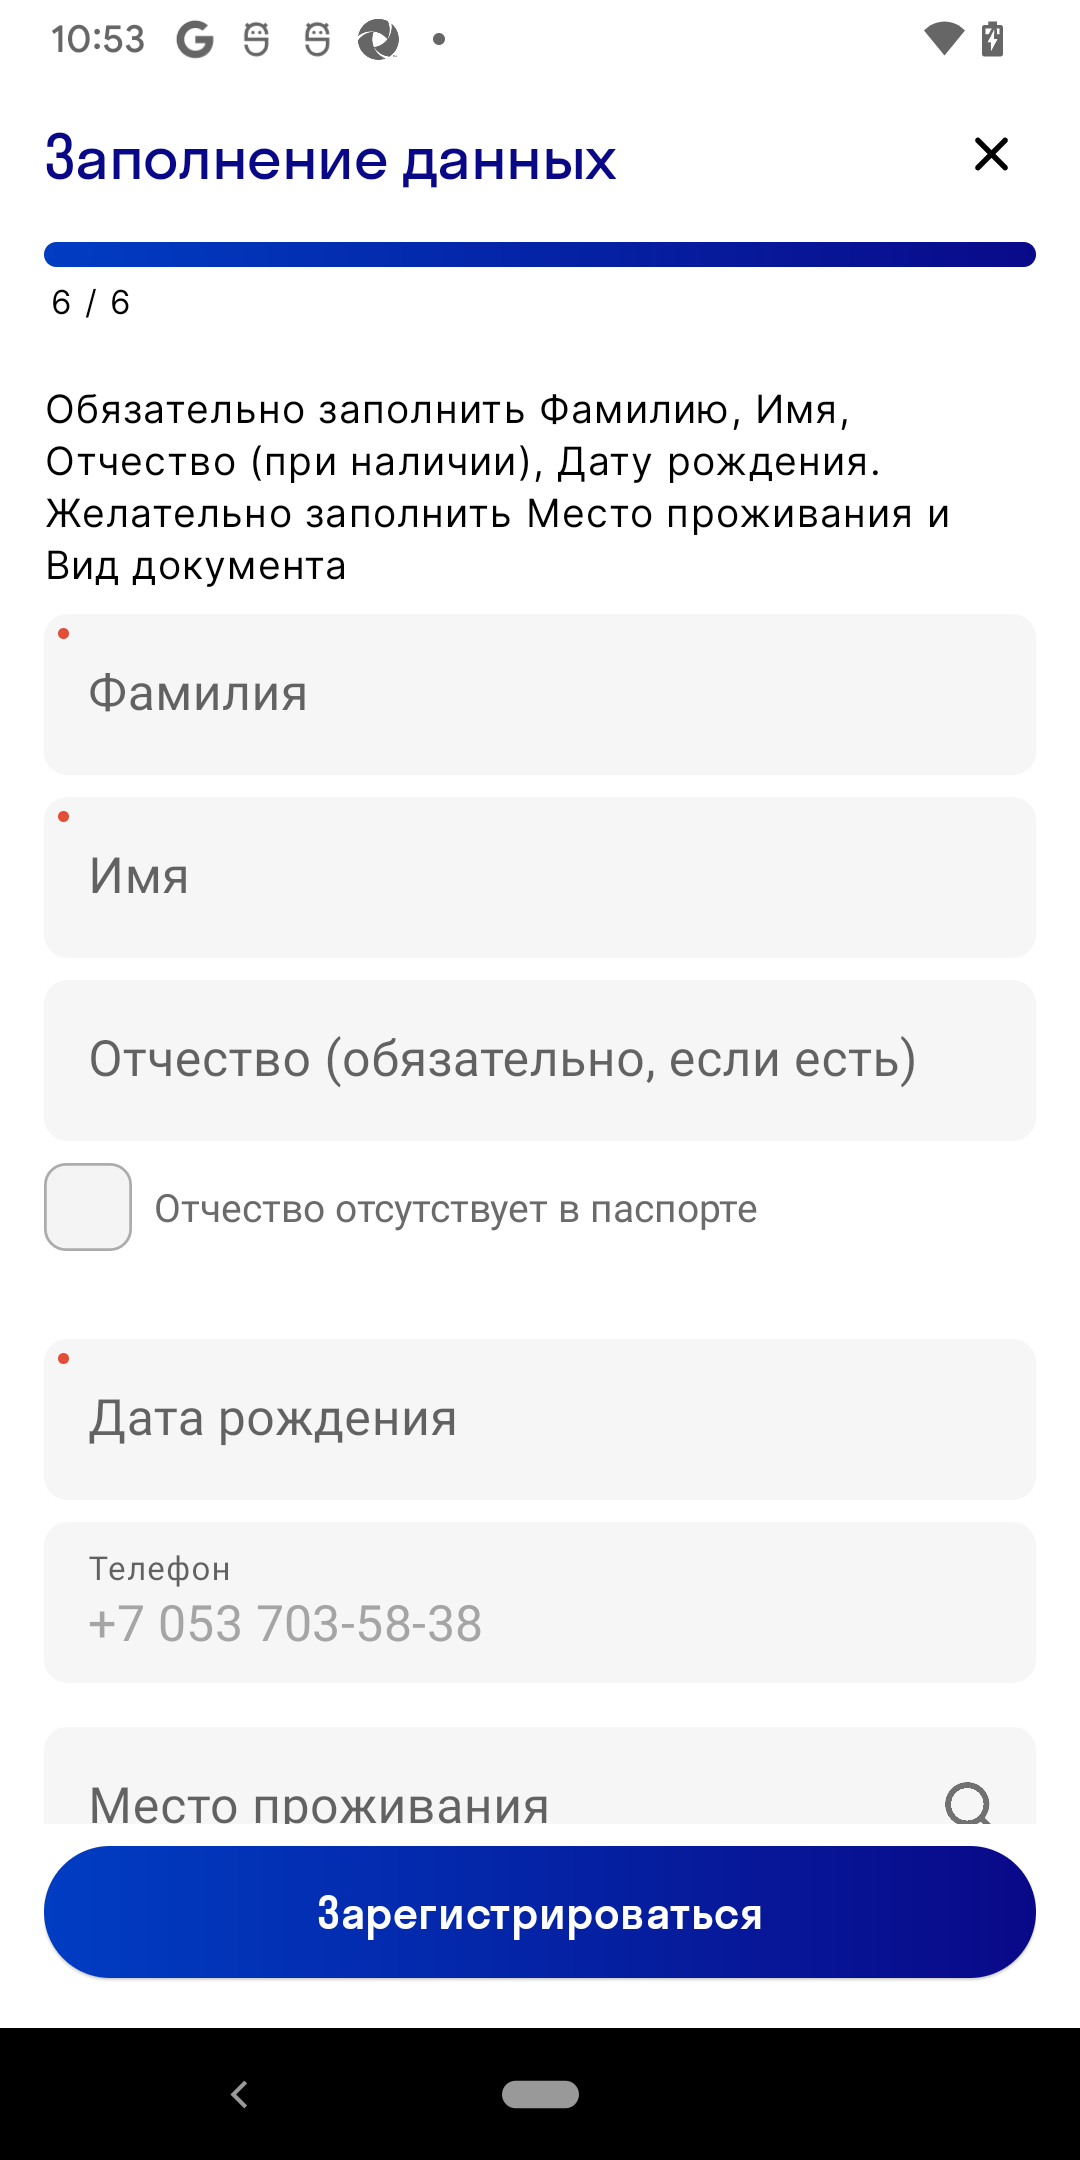 10:53
Заполнение данных
6 / 6
Обязательно заполнить Фамилию, Имя,
Отчество (при наличии), Дату рождения.
Желательно заполнить Место проживания и
Вид документа
Фамилия
Имя
Отчество (обязательно, если есть)
Отчество отсутствует в паспорте
Дата рождения
Телефон
+7 053 703-58-38
Место проживания
Зарегистрироваться